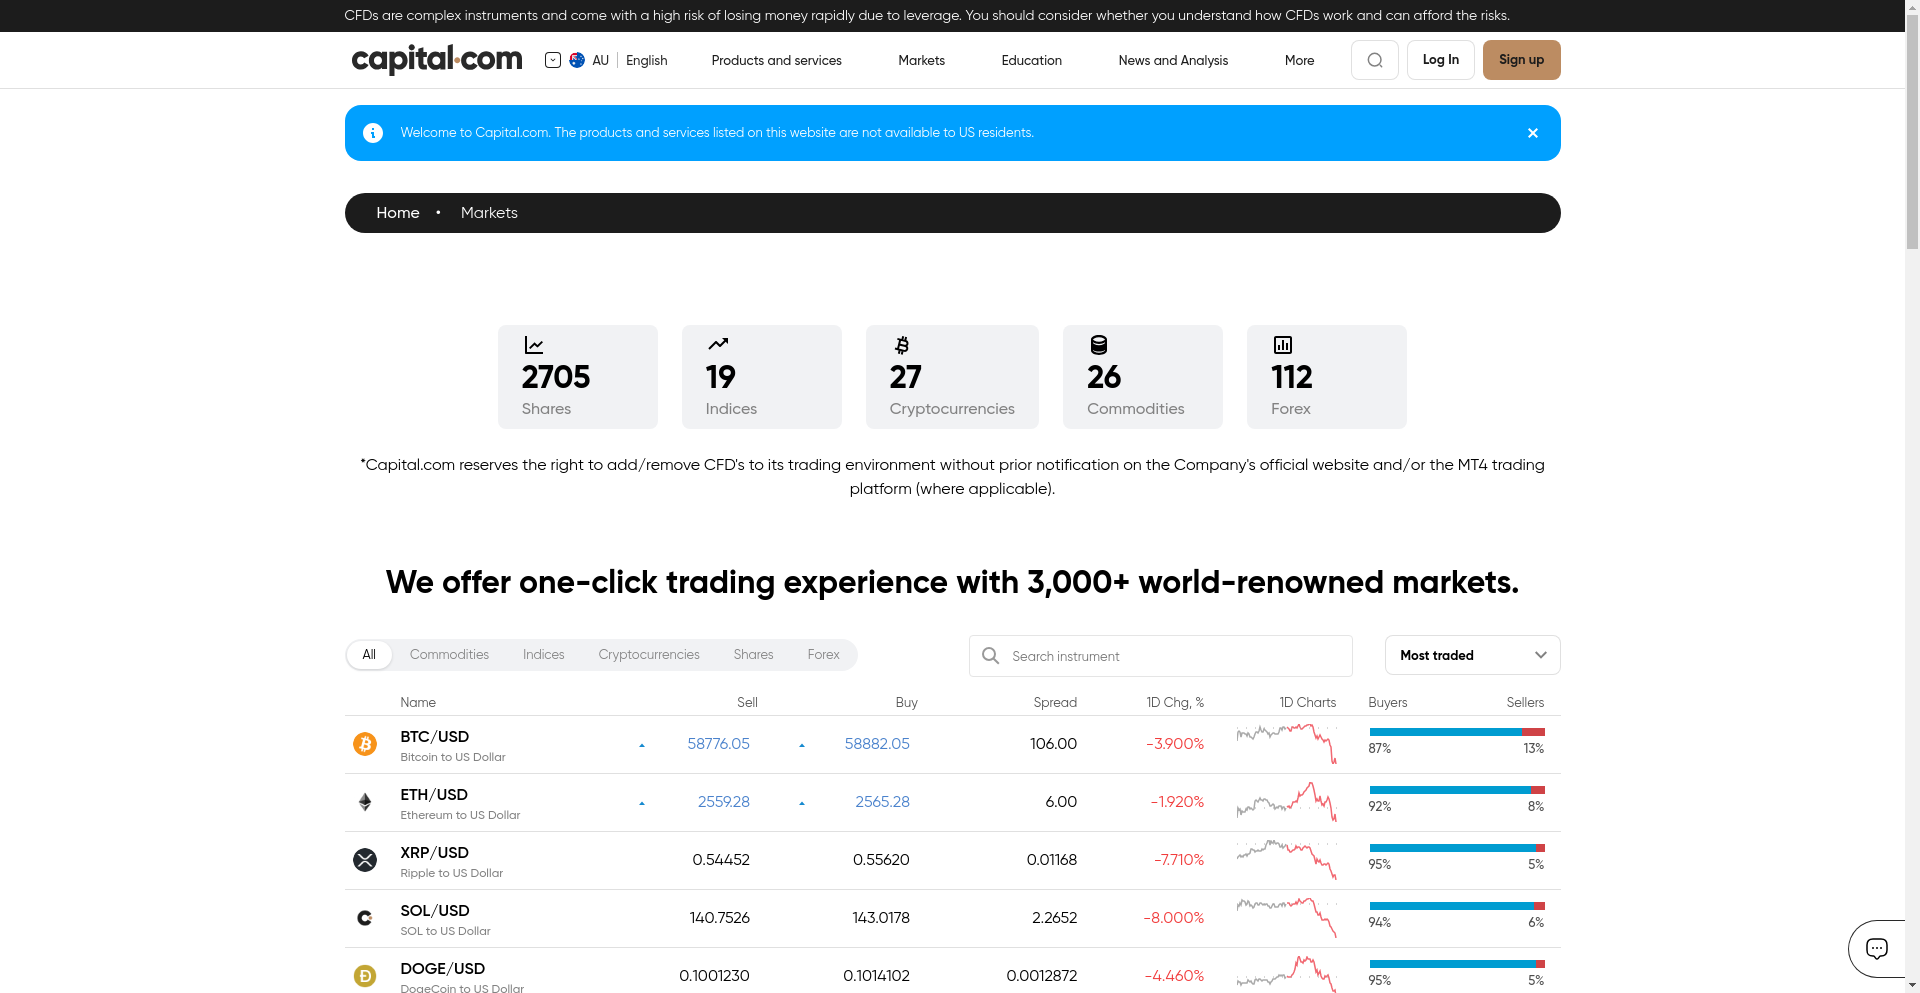 CFDs are complex instruments and come with a high risk of losing money rapidly due to leverage. You should consider whether you understand how CFDs work and can afford the risks.
capital.com AU English Products and services Markets Education News and Analysis More Log In Sign up
Welcome to Capital.com. The products and services listed on this website are not available to US residents.
Home • Markets
2705 19 27 26 112
Shares Indices Cryptocurrencies Commodities Forex
*Capital.com reserves the right to add/remove CFD's to its trading environment without prior notification on the Company's official website and/or the MT4 trading
platform (where applicable).
We offer one-click trading experience with 3,000+ world-renowned markets.
All Commodities Indices Cryptocurrencies Shares Forex Search instrument Most traded
Name Sell Buy Spread 1D Chg, % 1D Charts Buyers Sellers
BTC/USD 58776.05 58882.05 106.00 -3.900% 87% 13%
Bitcoin to US Dollar
ETH/USD 2559.28 2565.28 6.00 -1.920% 92% 8%
Ethereum to US Dollar
XRP/USD 0.54452 0.55620 0.01168 -7.710% 95% 5%
Ripple to US Dollar
SOL/USD 140.7526 143.0178 2.2652 -8.000% 94% 6%
SOL to US Dollar
DOGE/USD 0.1001230 0.1014102 0.0012872 -4.460% 95% 5%
DogeCoin to US Dollar